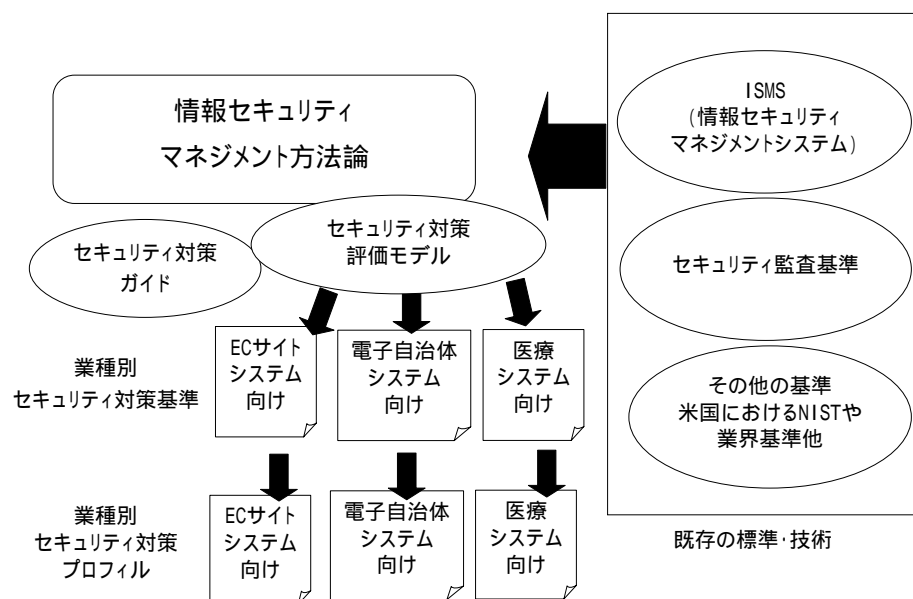 情報セキュリティ
マネジメント方法論
セキュリティ対策
評価モデル
セキュリティ対策
ガイド
業種別
セキュリティ対策基準
ECサイト
システム
向け
電子自治体
システム
向け
医療
システム
向け
業種別
セキュリティ対策
プロフィル
ECサイト
システム
向け
電子自治体
システム
向け
医療
システム
向け
ISMS
(情報セキュリティ
マネジメントシステム)
セキュリティ監査基準
その他の基準
米国におけるNISTや
業界基準他
既存の標準・技術